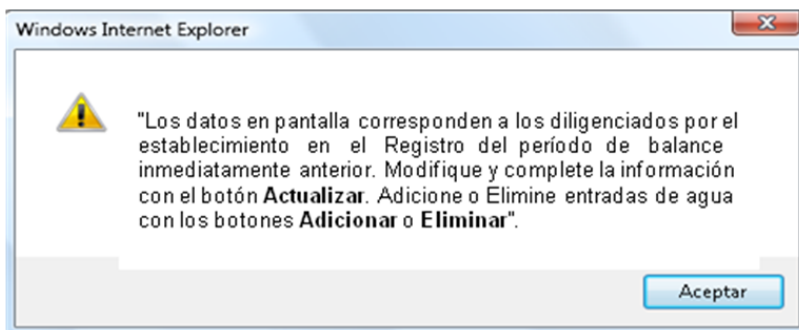 Windows Internet Explorer
"Los datos en pantalla corresponden a los diligenciados por el
establecimiento en el Registro del período de balance
inmediatamente anterior. Modifique y complete la información
con el botón Actualizar. Adicione o Elimine entradas de agua
con los botones Adicionar o Eliminar".
Aceptar